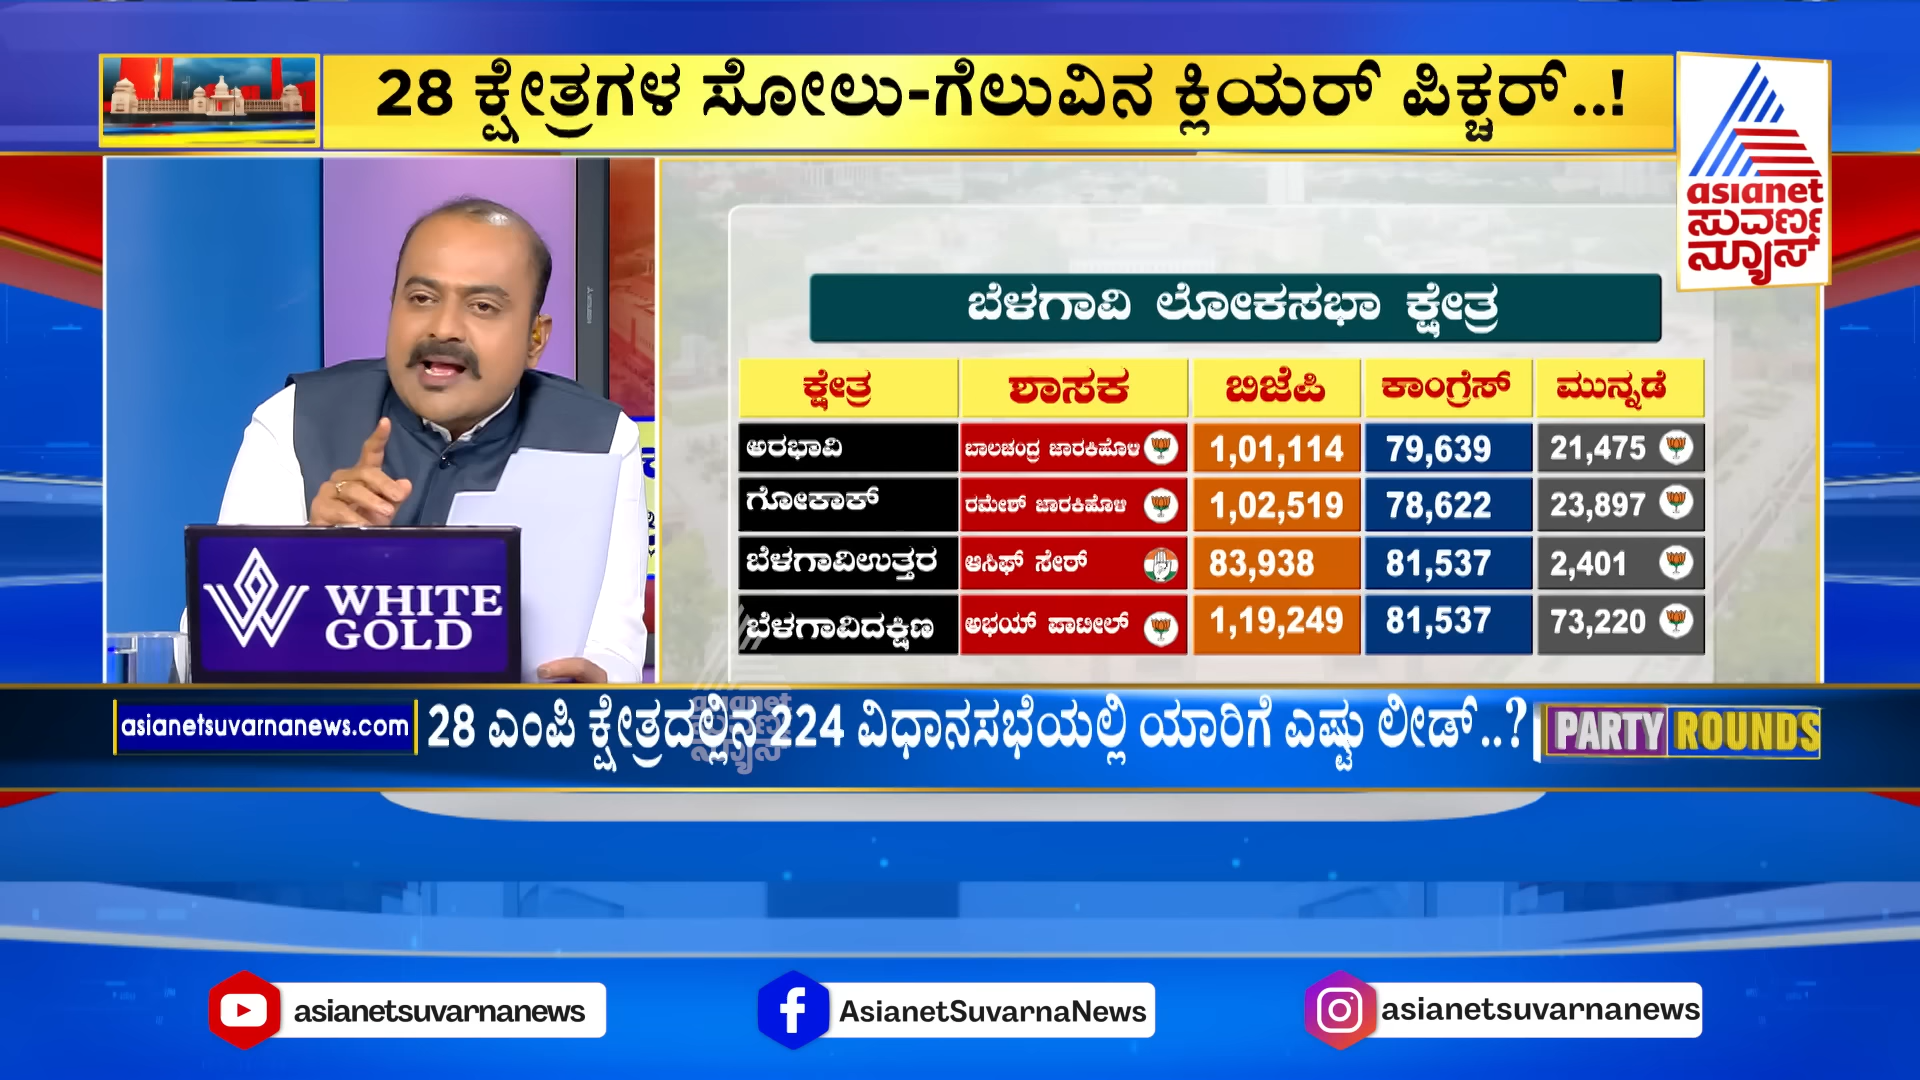 28 ಕ್ಷೇತ್ರಗಳ ಸೋಲು-ಗೆಲುವಿನ ಕ್ಲಿಯರ್ ಪಿಕ್ಚರ್..!
asianet
ಸುವರ್ಣ
ನ್ಯೂಸ್
ಬೆಳಗಾವಿ ಲೋಕಸಭಾ ಕ್ಷೇತ್ರ
ಕ್ಷೇತ್ರ ಶಾಸಕ ಬಿಜೆಪಿ ಕಾಂಗ್ರೆಸ್ ಮುನ್ನಡೆ
ಅರಭಾವಿ ಬಾಲಚಂದ್ರ ಜಾರಕಿಹೊಳಿ 1,01,114 79,639 21,475
ಗೋಕಾಕ್ ರಮೇಶ್ ಜಾರಕಿಹೊಳಿ 1,02,519 78,622 23,897
ಬೆಳಗಾವಿಉತ್ತರ ಆಸಿಫ್ ಸೇಠ್ 83,938 81,537 2,401
ಬೆಳಗಾವಿದಕ್ಷಿಣ ಅಭಯ್ ಪಾಟೀಲ್ 1,19,249 81,537 73,220
WHITE
GOLD
asianetsuvarnanews.com 28 ಎಂಪಿ ಕ್ಷೇತ್ರದಲ್ಲಿನ 224 ವಿಧಾನಸಭೆಯಲ್ಲಿ ಯಾರಿಗೆ ಎಷ್ಟು ಲೀಡ್..? PARTY ROUNDS
asianet
ಸುವರ್ಣ
ನ್ಯೂಸ್
asianetsuvarnanews AsianetSuvarnaNews asianetsuvarnanews